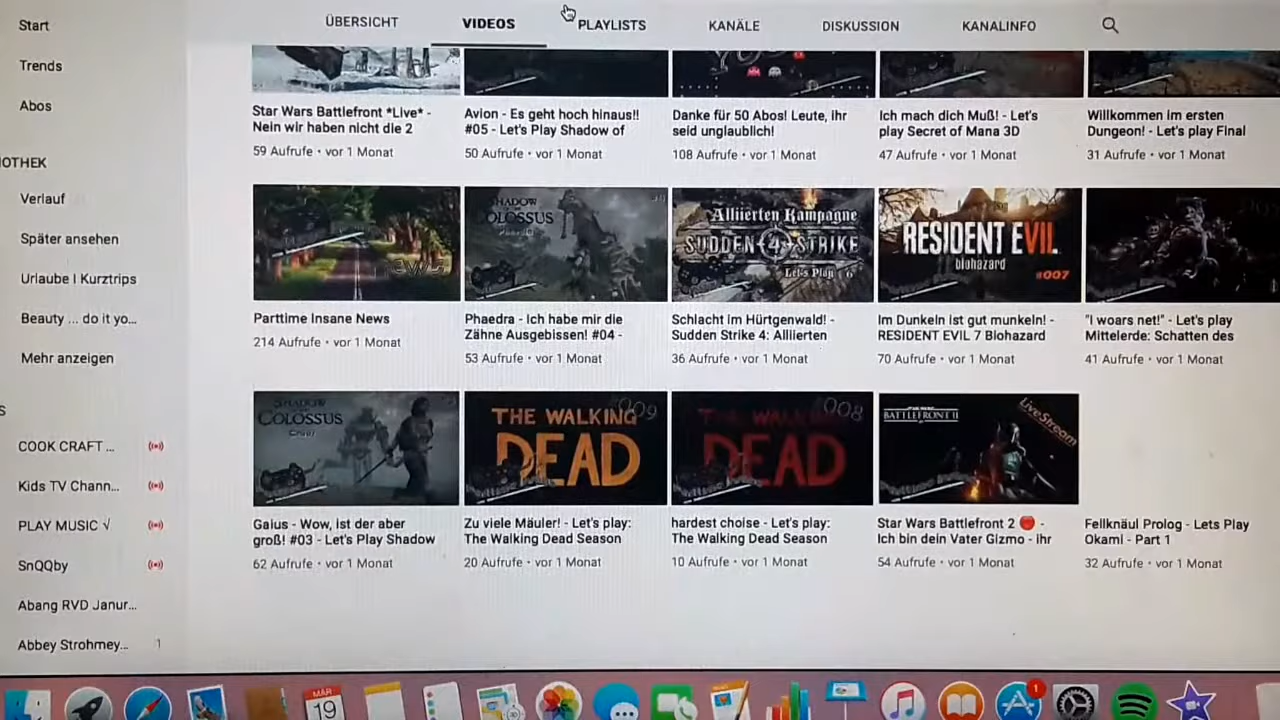 Start
ÜBERSICHT
VIDEOS
PLAYLISTS
KANÄLE
DISKUSSION
KANALINFO
Trends
Abos
Star Wars Battlefront *Live* -
Nein wir haben nicht die 2
59 Aufrufe • vor 1 Monat
Avion - Es geht hoch hinaus!!
#05 - Let's Play Shadow of
50 Aufrufe • vor 1 Monat
Danke für 50 Abos! Leute, ihr
seid unglaublich!
108 Aufrufe • vor 1 Monat
Ich mach dich Muß! - Let's
play Secret of Mana 3D
47 Aufrufe • vor 1 Monat
Willkommen im ersten
Dungeon! - Let's play Final
31 Aufrufe • vor 1 Monat
IOTHEK
Verlauf
Später ansehen
Urlaube I Kurztrips
Beauty ... do it yo...
Mehr anzeigen
Parttime Insane News
214 Aufrufe • vor 1 Monat
SHADOW
COLOSSUS
Phaedra - Ich habe mir die
Zähne Ausgebissen! #04 -
53 Aufrufe • vor 1 Monat
Alliierten Kampagne
SUDDEN 4 STRIKE
Let's Play #6
Schlacht im Hürtgenwald! -
Sudden Strike 4: Alliierten
36 Aufrufe • vor 1 Monat
RESIDENT EVII.
biohazard
#007
Im Dunkeln ist gut munkeln! -
RESIDENT EVIL 7 Biohazard
70 Aufrufe • vor 1 Monat
"I woars net!" - Let's play
Mittelerde: Schatten des
41 Aufrufe • vor 1 Monat
S
COOK CRAFT ...
Kids TV Chann...
PLAY MUSIC √
SnQQby
Abang RVD Janur...
Abbey Strohmey... 1
SHADOW
COLOSSUS
Gaius - Wow, ist der aber
groß! #03 - Let's Play Shadow
62 Aufrufe • vor 1 Monat
009
THE WALKING
DEAD
Zu viele Mäuler! - Let's play:
The Walking Dead Season
20 Aufrufe • vor 1 Monat
008
THE WALKING
DEAD
hardest choise - Let's play:
The Walking Dead Season
10 Aufrufe • vor 1 Monat
BATTLEFRONT II
LiveStream
Star Wars Battlefront 2 🔴 -
Ich bin dein Vater Gizmo - ihr
54 Aufrufe • vor 1 Monat
Fellknäul Prolog - Lets Play
Okami - Part 1
32 Aufrufe • vor 1 Monat
MÄR
19
1